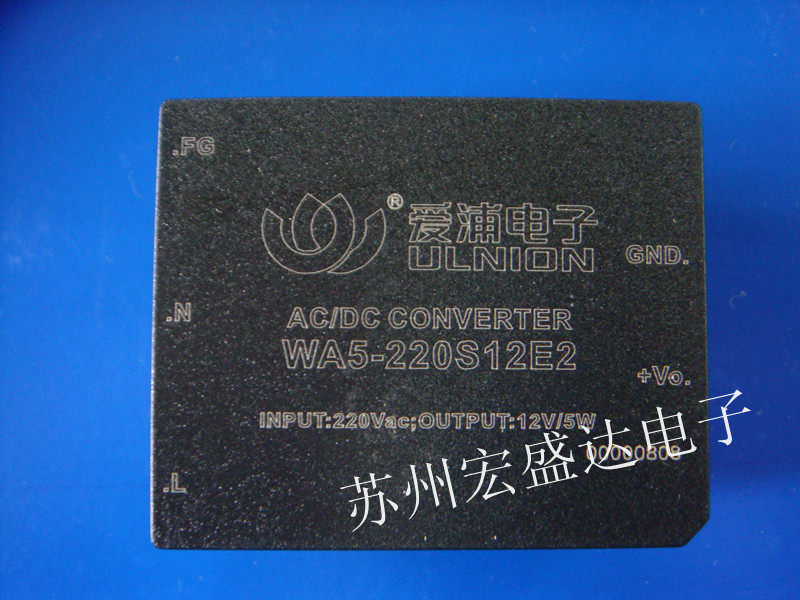 .FG
® 爱浦电子
ULNION
GND.
.N
AC/DC CONVERTER
WA5-220S12E2
+Vo.
INPUT:220Vac;OUTPUT:12V/5W
00000808
.L
苏州宏盛达电子